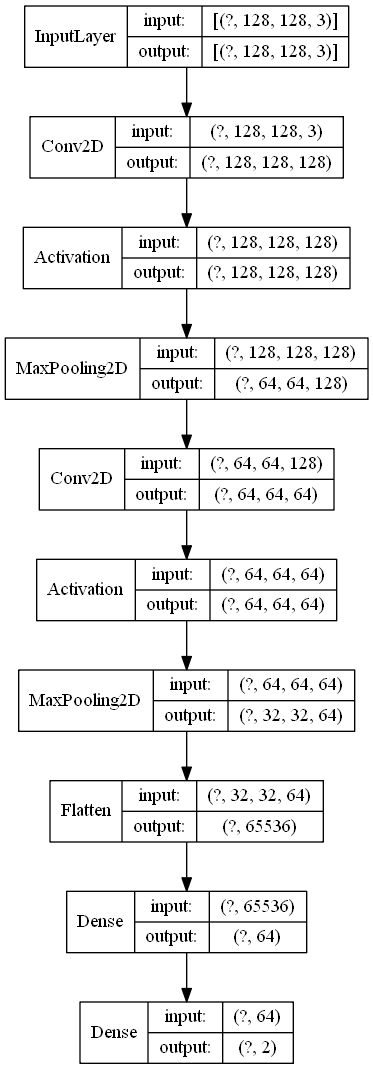 InputLayer
input: [(?, 128, 128, 3)]
output: [(?, 128, 128, 3)]
Conv2D
input: (?, 128, 128, 3)
output: (?, 128, 128, 128)
Activation
input: (?, 128, 128, 128)
output: (?, 128, 128, 128)
MaxPooling2D
input: (?, 128, 128, 128)
output: (?, 64, 64, 128)
Conv2D
input: (?, 64, 64, 128)
output: (?, 64, 64, 64)
Activation
input: (?, 64, 64, 64)
output: (?, 64, 64, 64)
MaxPooling2D
input: (?, 64, 64, 64)
output: (?, 32, 32, 64)
Flatten
input: (?, 32, 32, 64)
output: (?, 65536)
Dense
input: (?, 65536)
output: (?, 64)
Dense
input: (?, 64)
output: (?, 2)